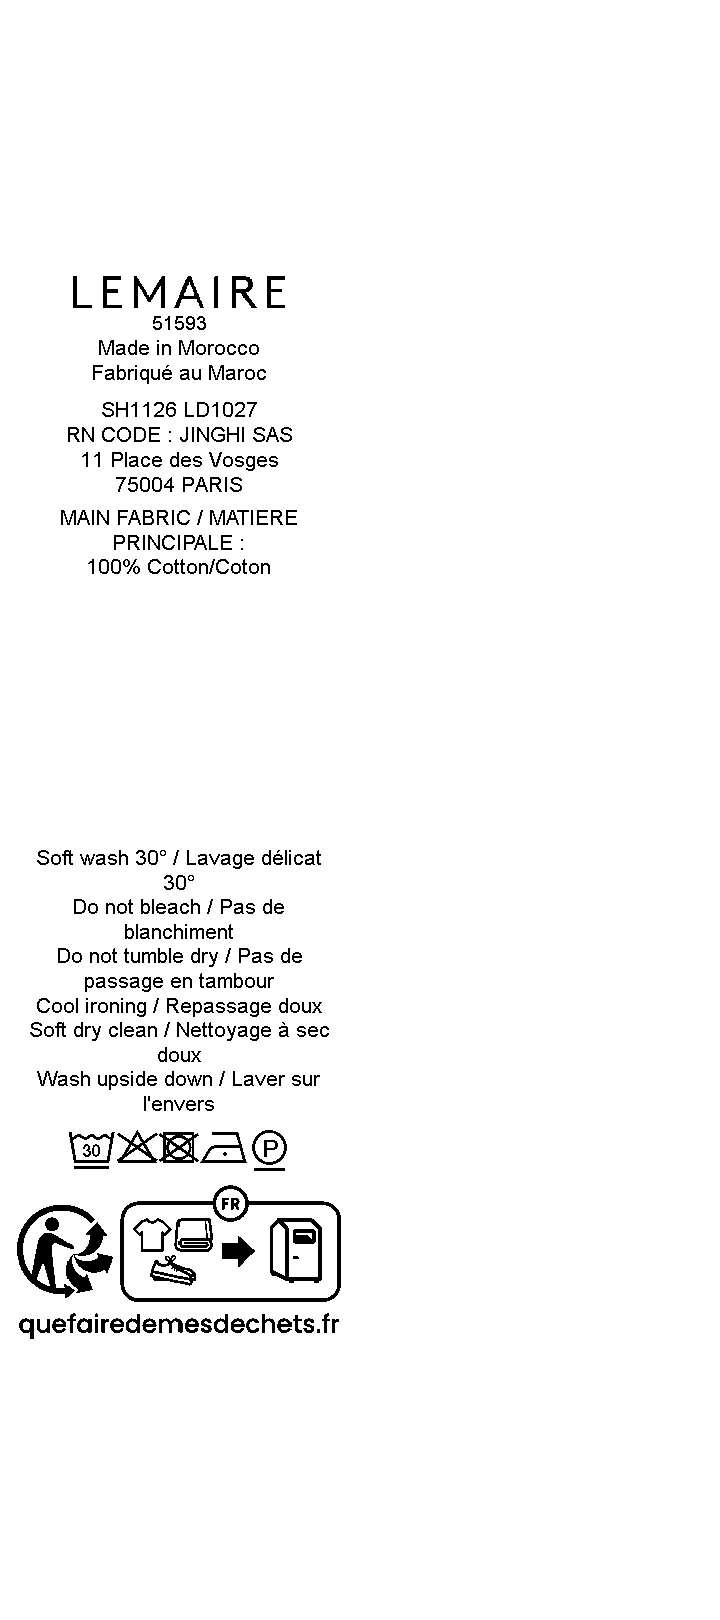 LEMAIRE
51593
Made in Morocco
Fabriqué au Maroc
SH1126 LD1027
RN CODE : JINGHI SAS
11 Place des Vosges
75004 PARIS
MAIN FABRIC / MATIERE
PRINCIPALE :
100% Cotton/Coton
Soft wash 30° / Lavage délicat
30°
Do not bleach / Pas de
blanchiment
Do not tumble dry / Pas de
passage en tambour
Cool ironing / Repassage doux
Soft dry clean / Nettoyage à sec
doux
Wash upside down / Laver sur
l'envers
30 P
FR
quefairedemesdechets.fr